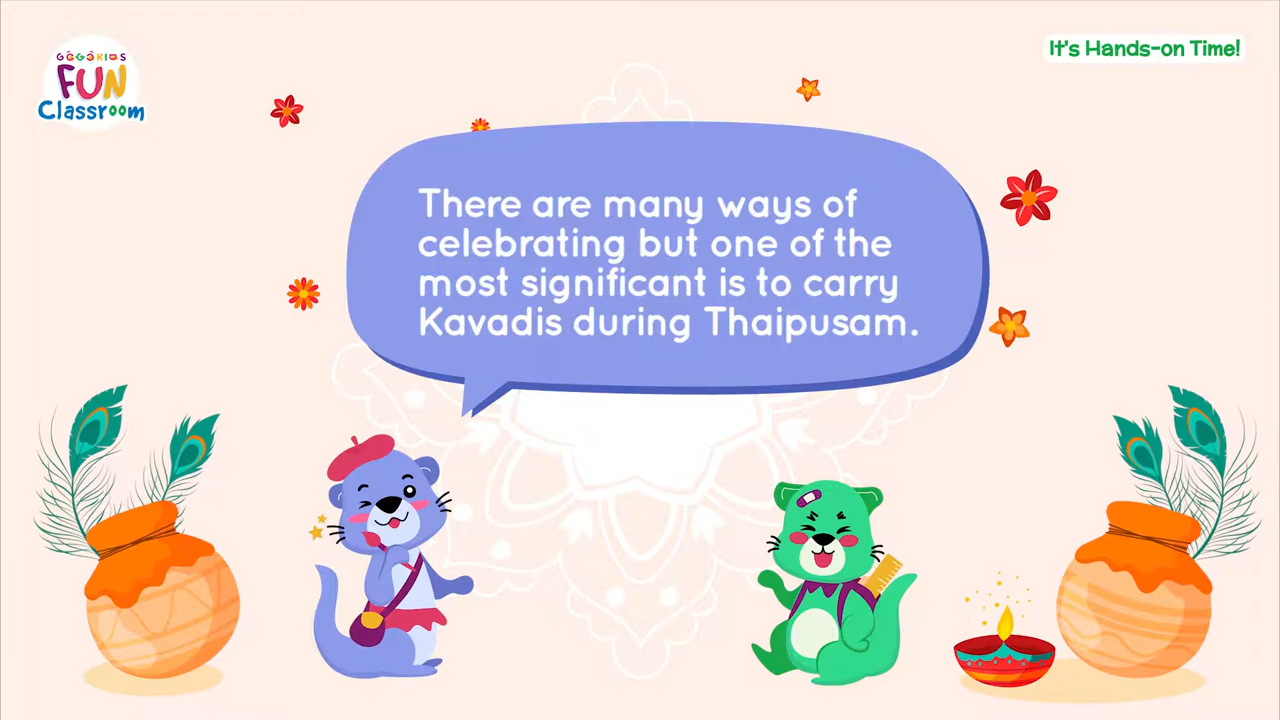 GÔGÔKIDS
FUN
Classroom
It's Hands-on Time!
There are many ways of
celebrating but one of the
most significant is to carry
Kavadis during Thaipusam.